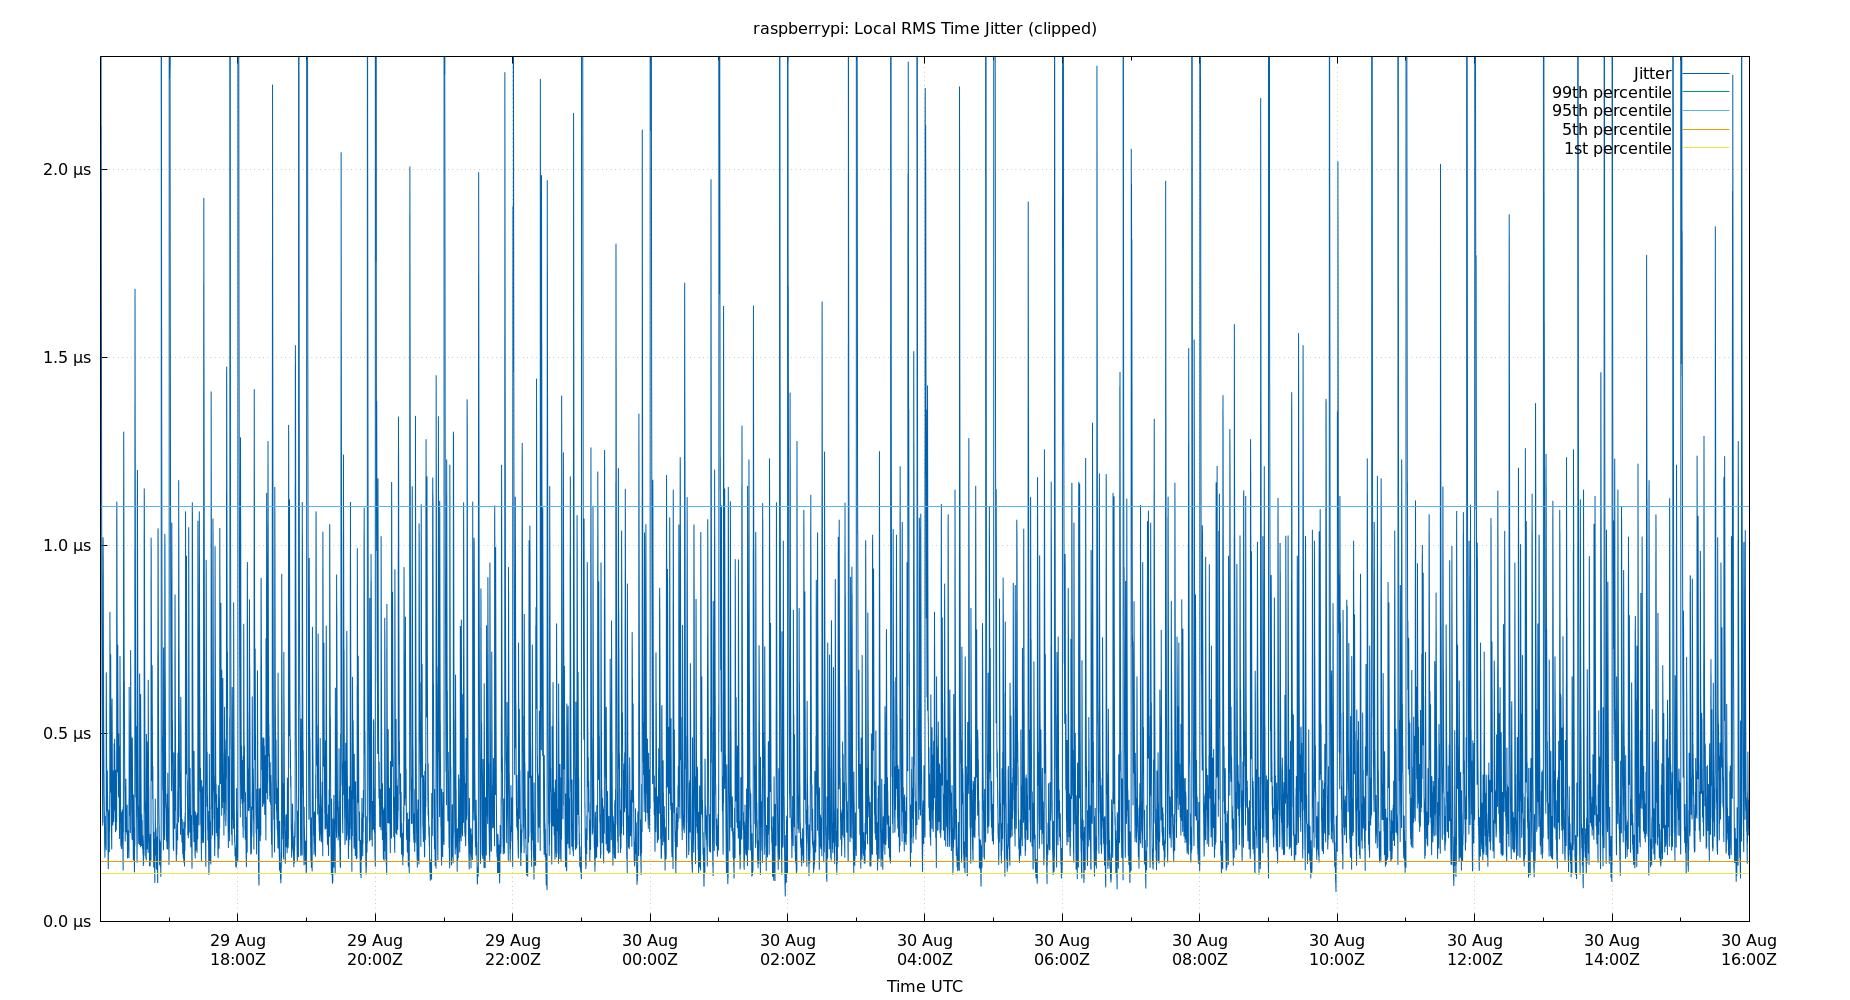 raspberrypi: Local RMS Time Jitter (clipped)
Jitter
99th percentile
95th percentile
5th percentile
1st percentile
2.0 µs
1.5 µs
1.0 µs
0.5 µs
0.0 µs
29 Aug 29 Aug 29 Aug 30 Aug 30 Aug 30 Aug 30 Aug 30 Aug 30 Aug 30 Aug 30 Aug 30 Aug
18:00Z 20:00Z 22:00Z 00:00Z 02:00Z 04:00Z 06:00Z 08:00Z 10:00Z 12:00Z 14:00Z 16:00Z
Time UTC